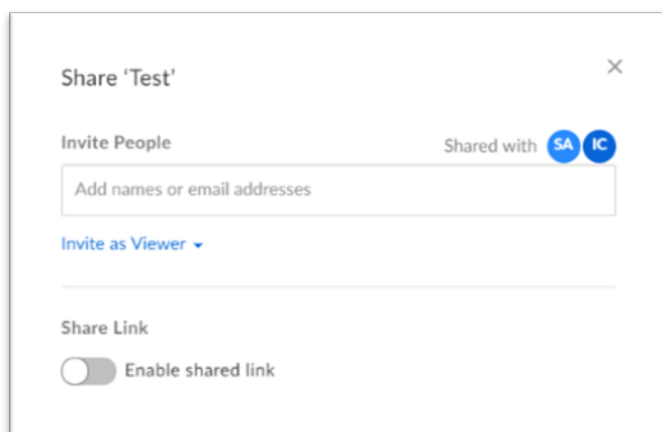 Share ‘Test’
Invite People
Shared with SA IC
Add names or email addresses
Invite as Viewer
Share Link
Enable shared link